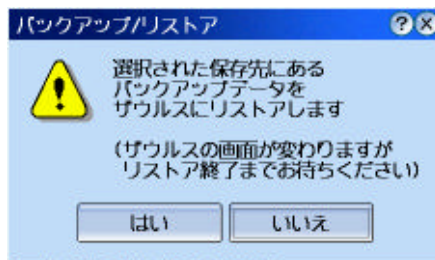 バックアップ/リストア
選択された保存先にある
バックアップデータを
ザウルスにリストアします
(ザウルスの画面が変わりますが
リストア終了までお待ちください)
はい
いいえ